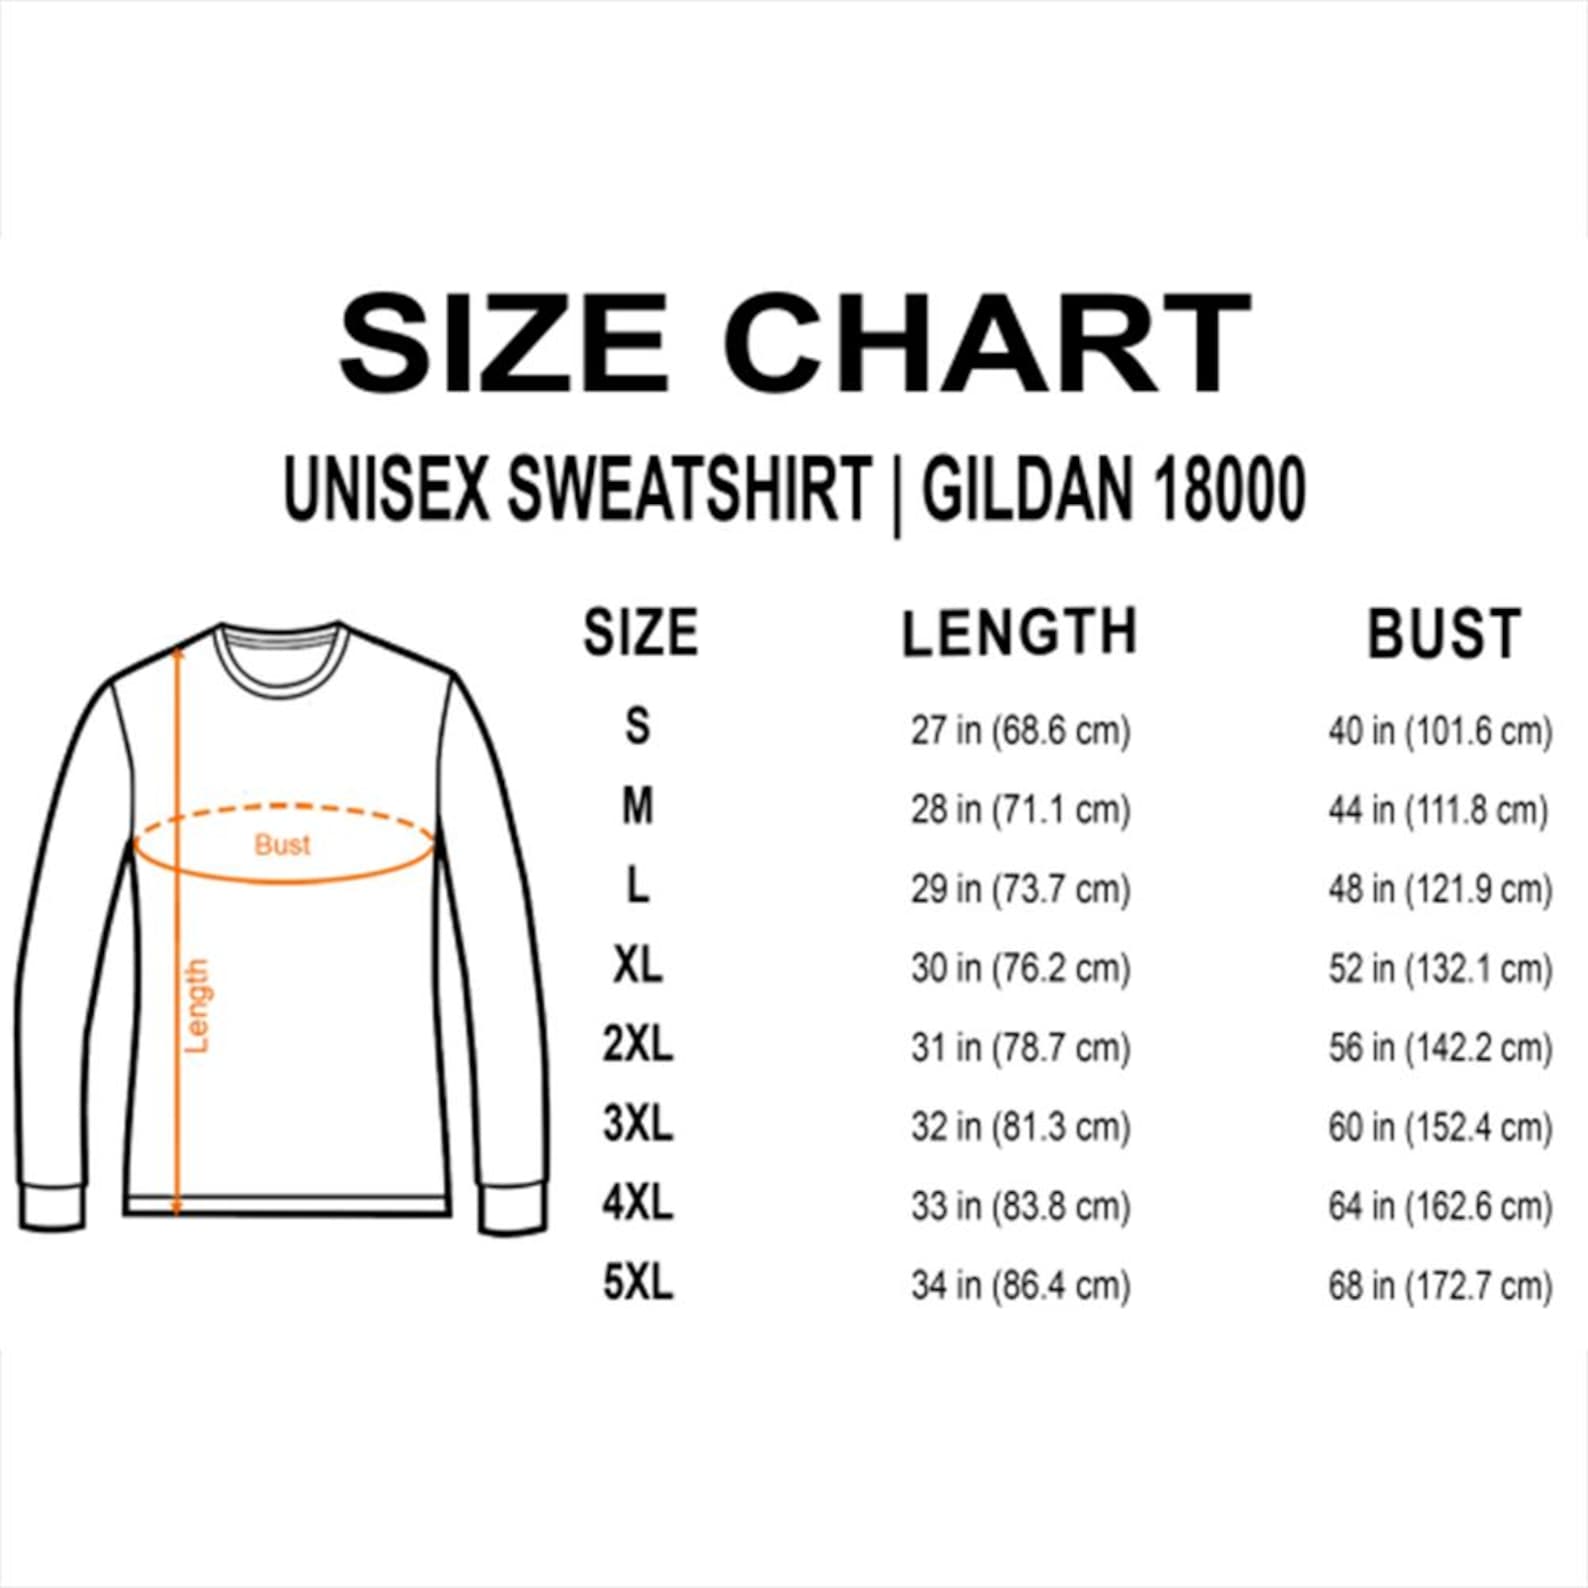 SIZE CHART
UNISEX SWEATSHIRT | GILDAN 18000
SIZE LENGTH BUST
S 27 in (68.6 cm) 40 in (101.6 cm)
M 28 in (71.1 cm) 44 in (111.8 cm)
L 29 in (73.7 cm) 48 in (121.9 cm)
XL 30 in (76.2 cm) 52 in (132.1 cm)
2XL 31 in (78.7 cm) 56 in (142.2 cm)
3XL 32 in (81.3 cm) 60 in (152.4 cm)
4XL 33 in (83.8 cm) 64 in (162.6 cm)
5XL 34 in (86.4 cm) 68 in (172.7 cm)
Bust
Length